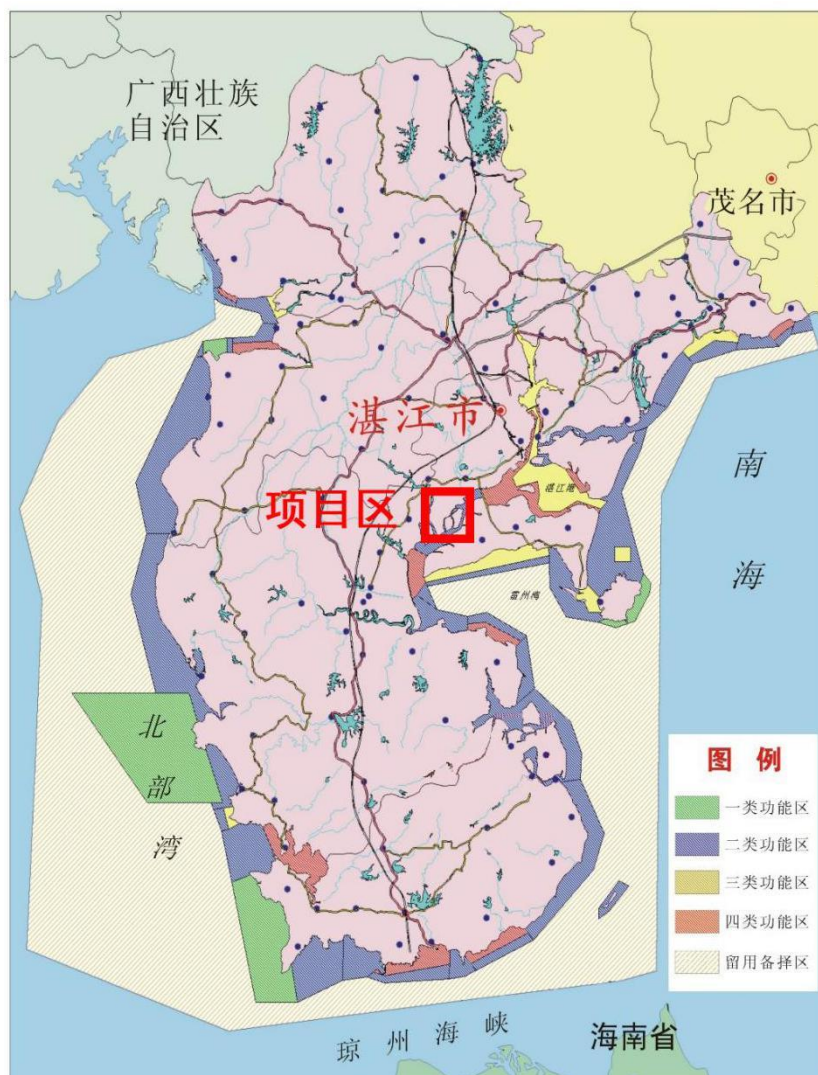 广西壮族
自治区
茂名市
湛江市
湛江港
项目区
南
海
雷州湾
北
部
湾
图 例
一类功能区
二类功能区
三类功能区
四类功能区
留用备择区
琼州海峡
海南省